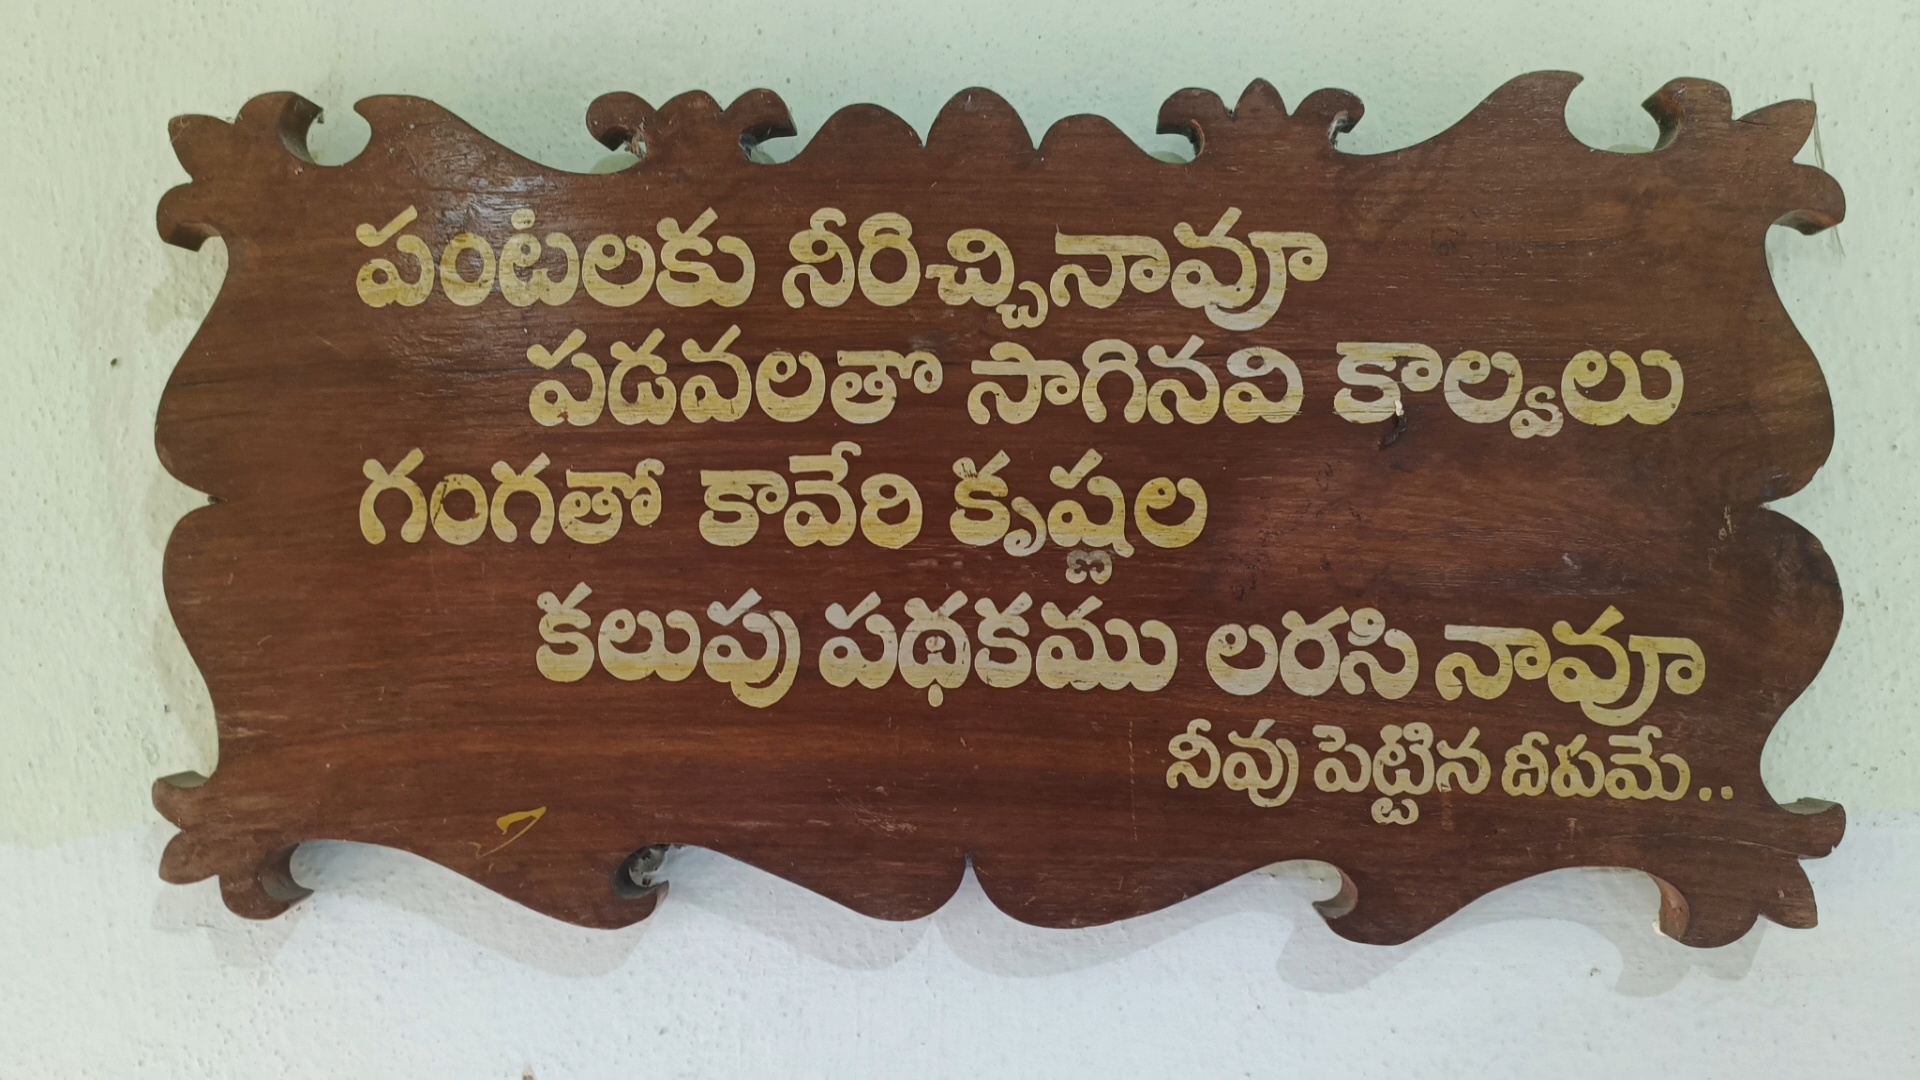 పంటలకు నీరిచ్చినావూ
పడవలతొ సాగినవి కాల్వలు
గంగతో కావేరి కృష్ణల
కలుపు పథకము లరసి నావూ
నీవు పెట్టిన దీపమే..